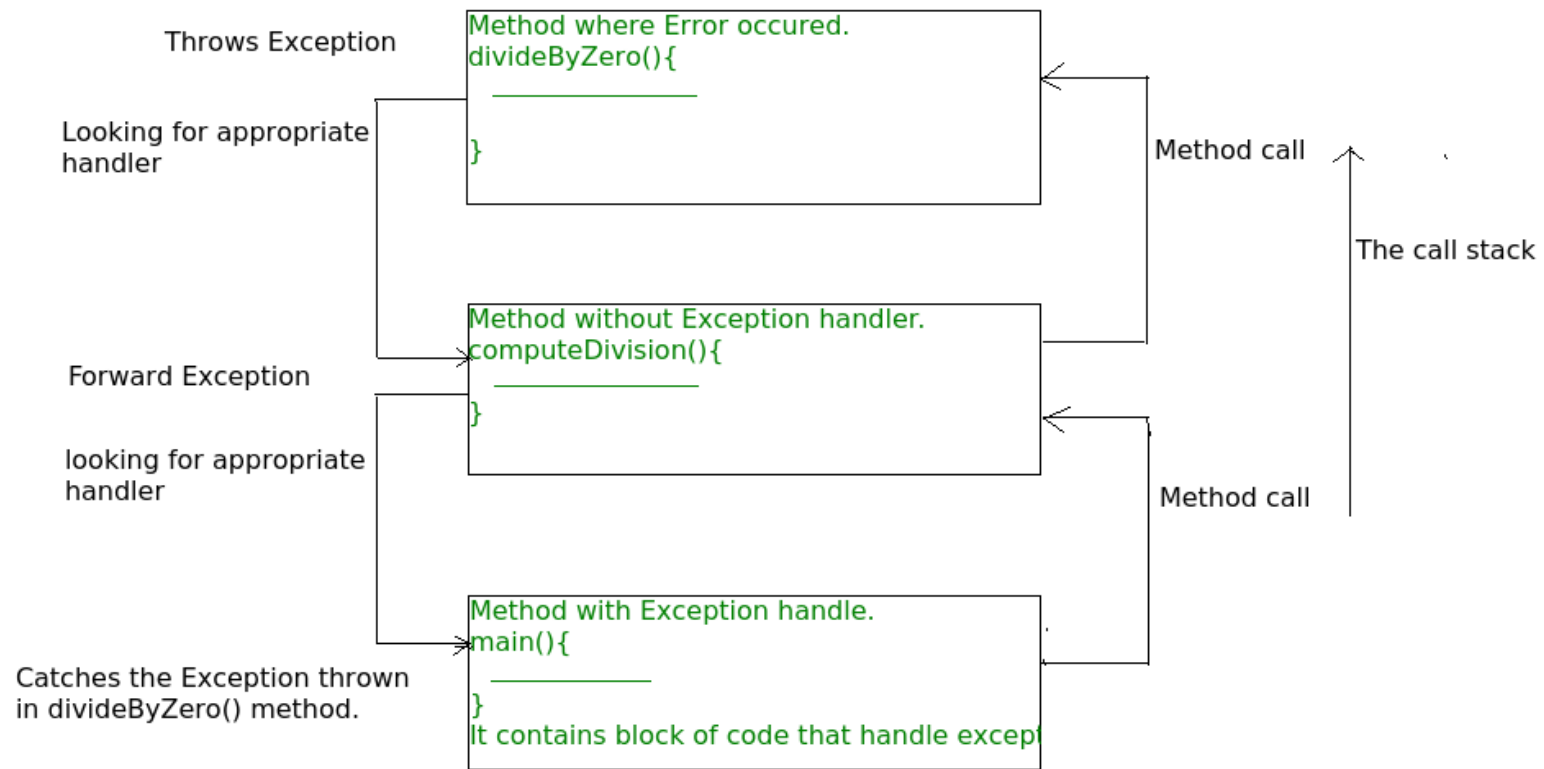 Throws Exception
Looking for appropriate
handler
Method where Error occured.
divideByZero(){
}
Method call
The call stack
Forward Exception
looking for appropriate
handler
Method without Exception handler.
computeDivision(){
}
Method call
Catches the Exception thrown
in divideByZero() method.
Method with Exception handle.
main(){
}
It contains block of code that handle except